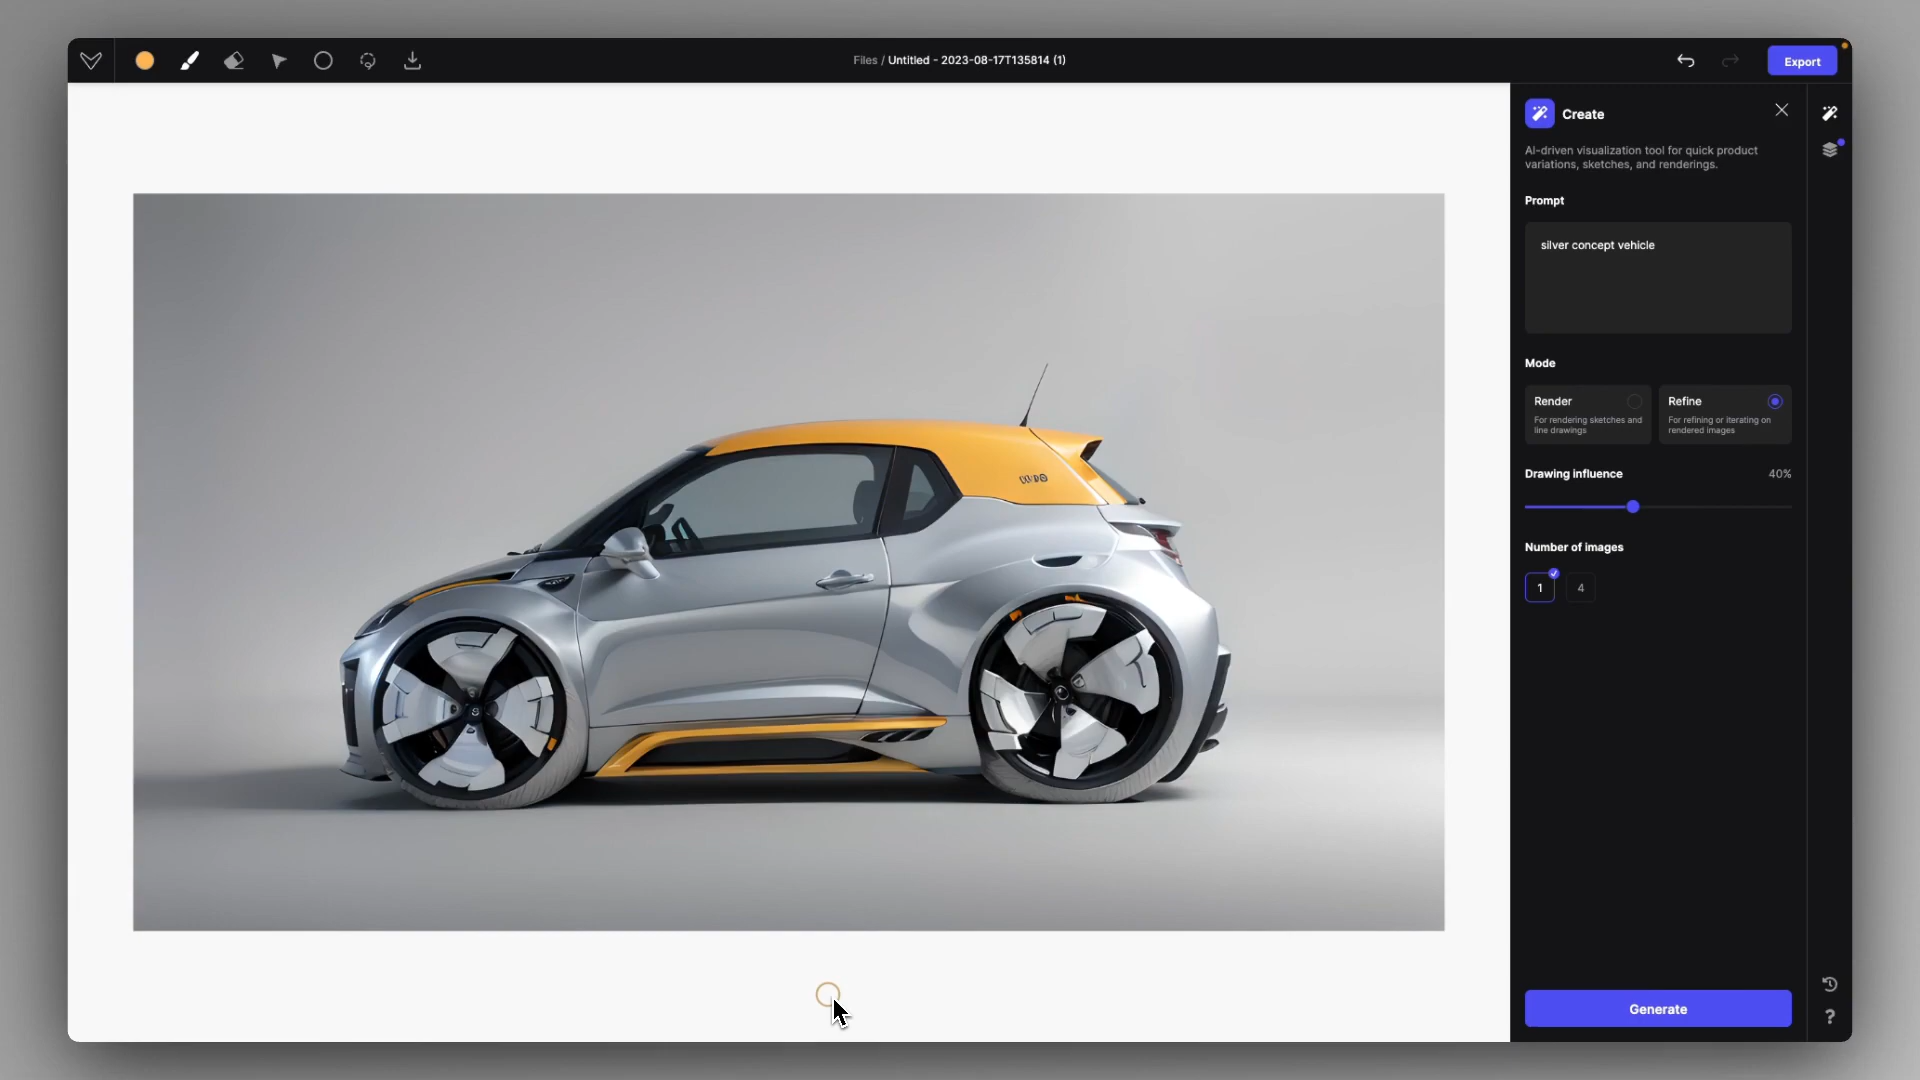 Files / Untitled - 2023-08-17T135814 (1)
Export
Create
AI-driven visualization tool for quick product
variations, sketches, and renderings.
Prompt
silver concept vehicle
Mode
Render
For rendering sketches and
line drawings
Refine
For refining or iterating on
rendered images
Drawing influence
40%
Number of images
1
4
Generate
?